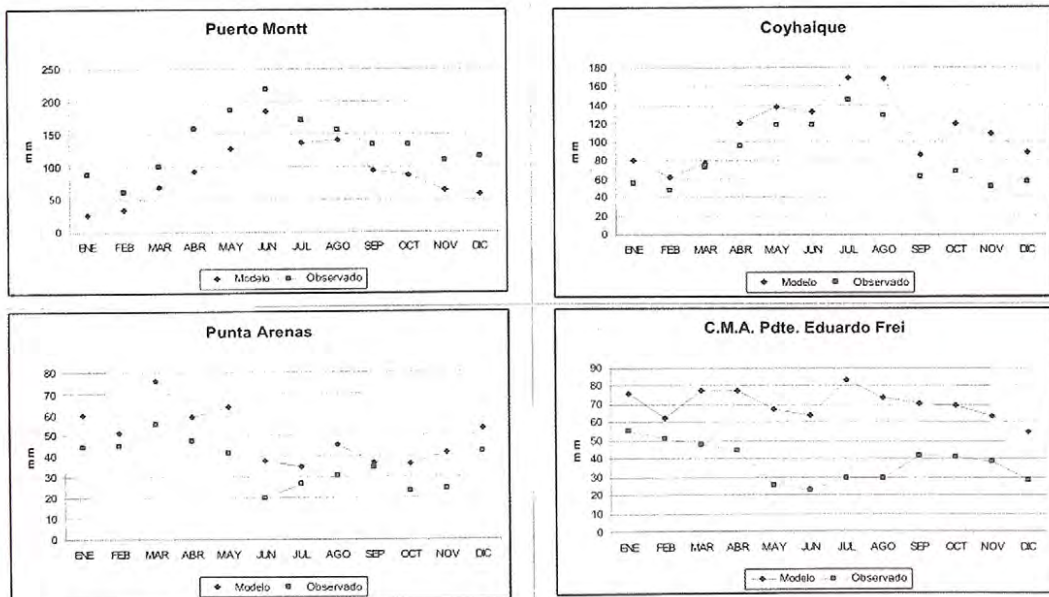 Puerto Montt
250
200
150
100
50
0
mm
ENE FEB MAR ABR MAY JUN JUL AGO SEP OCT NOV DIC
Modelo Observado
Coyhaique
180
160
140
120
100
80
60
40
20
0
mm
ENE FEB MAR ABR MAY JUN JUL AGO SEP OCT NOV DIC
Modelo Observado
Punta Arenas
80
70
60
50
40
30
20
10
0
mm
ENE FEB MAR ABR MAY JUN JUL AGO SEP OCT NOV DIC
Modelo Observado
C.M.A. Pdte. Eduardo Frei
90
80
70
60
50
40
30
20
10
0
mm
ENE FEB MAR ABR MAY JUN JUL AGO SEP OCT NOV DIC
Modelo Observado